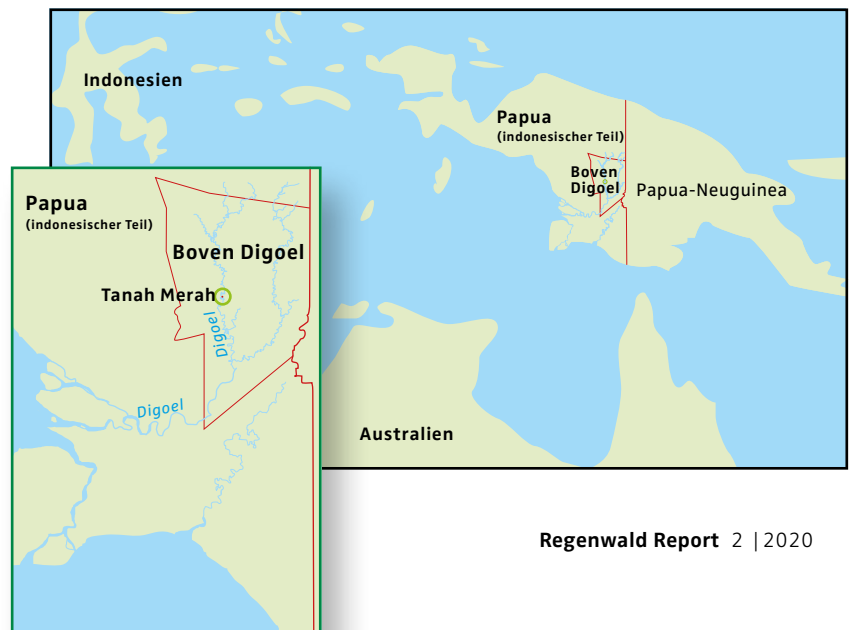 Indonesien
Papua
(indonesischer Teil)
Boven
Digoel
Papua-Neuguinea
Australien
Papua
(indonesischer Teil)
Boven Digoel
Tanah Merah
Digoel
Digoel
Regenwald Report 2 | 2020